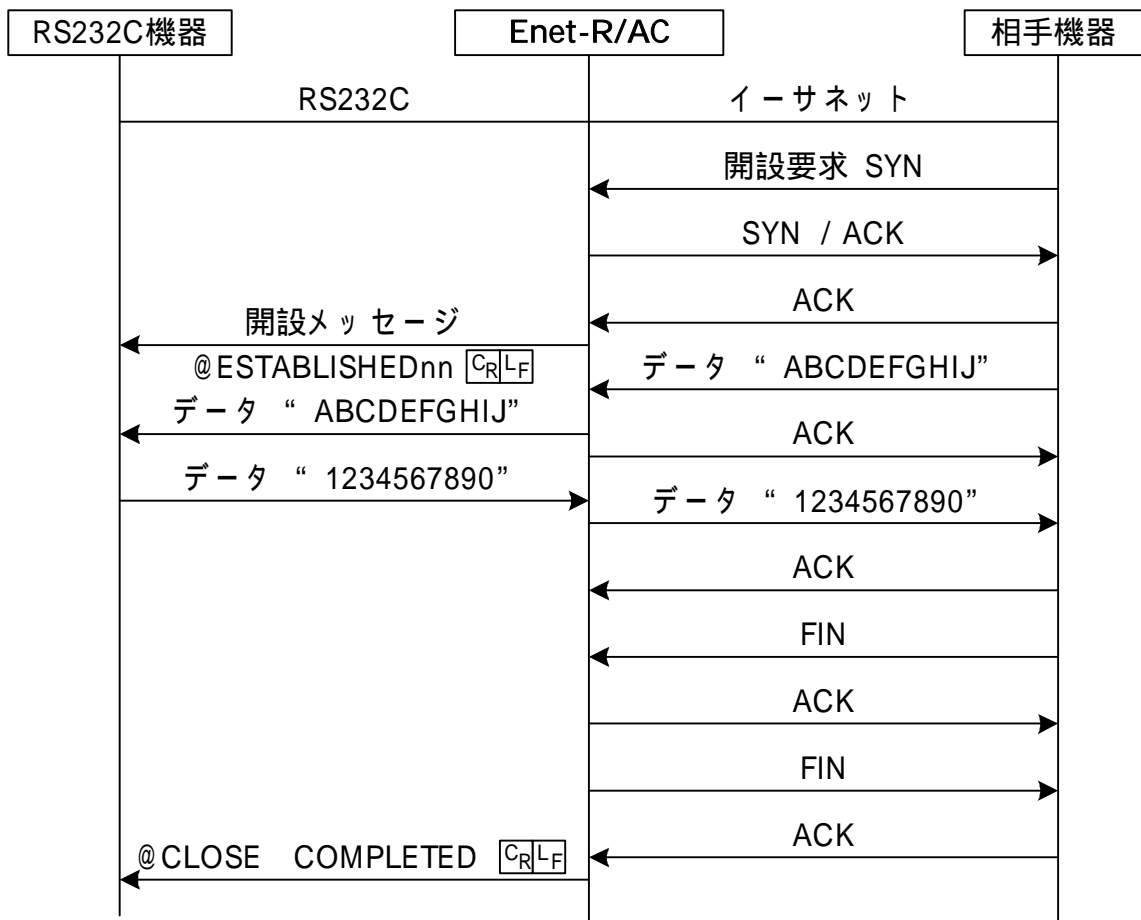 RS232C機器
Enet-R/AC
相手機器
RS232C
イーサネット
開設要求 SYN
SYN / ACK
ACK
開設メッセージ
@ESTABLISHEDnn CRLF
データ “ ABCDEFGHIJ”
データ “ ABCDEFGHIJ”
ACK
データ “ 1234567890”
データ “ 1234567890”
ACK
FIN
ACK
FIN
ACK
@CLOSE COMPLETED CRLF